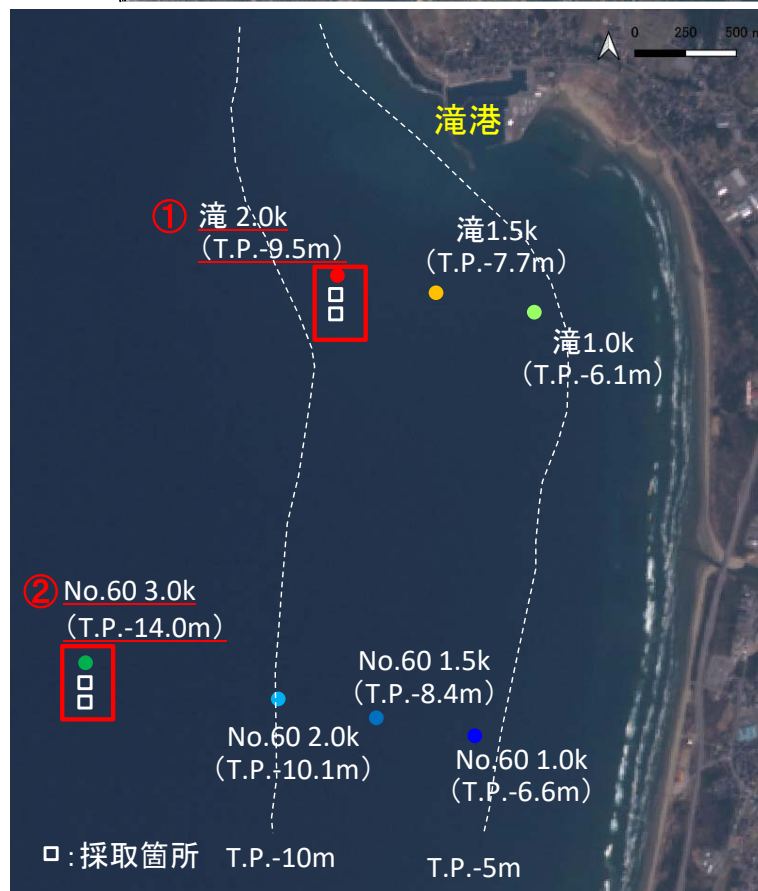 0 250 500 m
滝港
① 滝 2.0k
（T.P.-9.5m）
滝1.5k
（T.P.-7.7m）
滝1.0k
（T.P.-6.1m）
② No.60 3.0k
（T.P.-14.0m）
No.60 1.5k
（T.P.-8.4m）
No.60 2.0k
（T.P.-10.1m）
No.60 1.0k
（T.P.-6.6m）
□:採取箇所 T.P.-10m
T.P.-5m